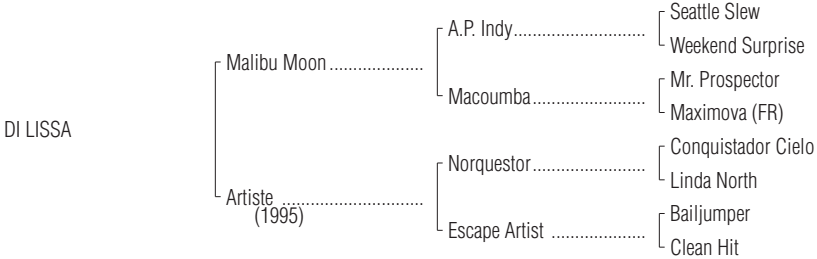 Seattle Slew
A.P. Indy
Weekend Surprise
Malibu Moon
Mr. Prospector
Macoumba
Maximova (FR)
DI LISSA
Conquistador Cielo
Norquestor
Linda North
Artiste
(1995)
Bailjumper
Escape Artist
Clean Hit